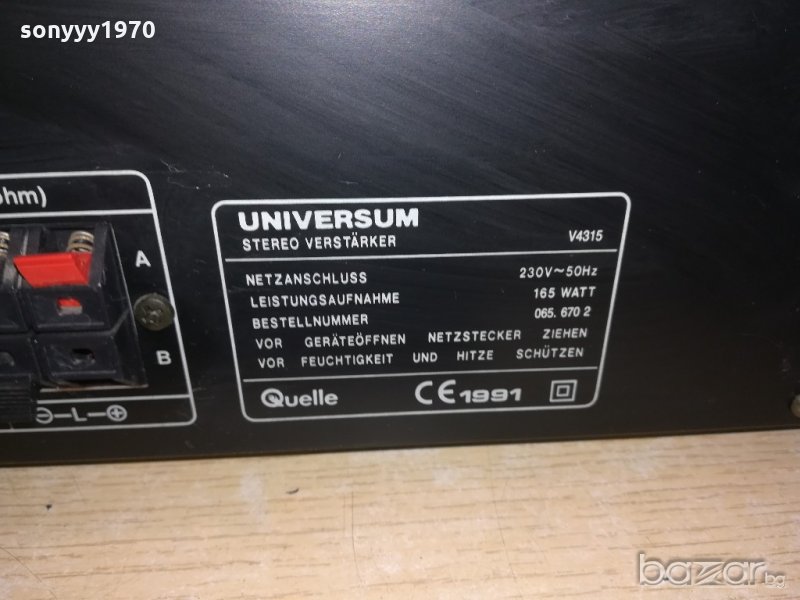 sonyyy1970
ohm)
A
B
⊖-L-⊕
UNIVERSUM
STEREO VERSTÄRKER V4315
NETZANSCHLUSS 230V~50Hz
LEISTUNGSAUFNAHME 165 WATT
BESTELLNUMMER 065. 670 2
VOR GERÄTEÖFFNEN NETZSTECKER ZIEHEN
VOR FEUCHTIGKEIT UND HITZE SCHÜTZEN
Quelle CE 1991
bazar.bg